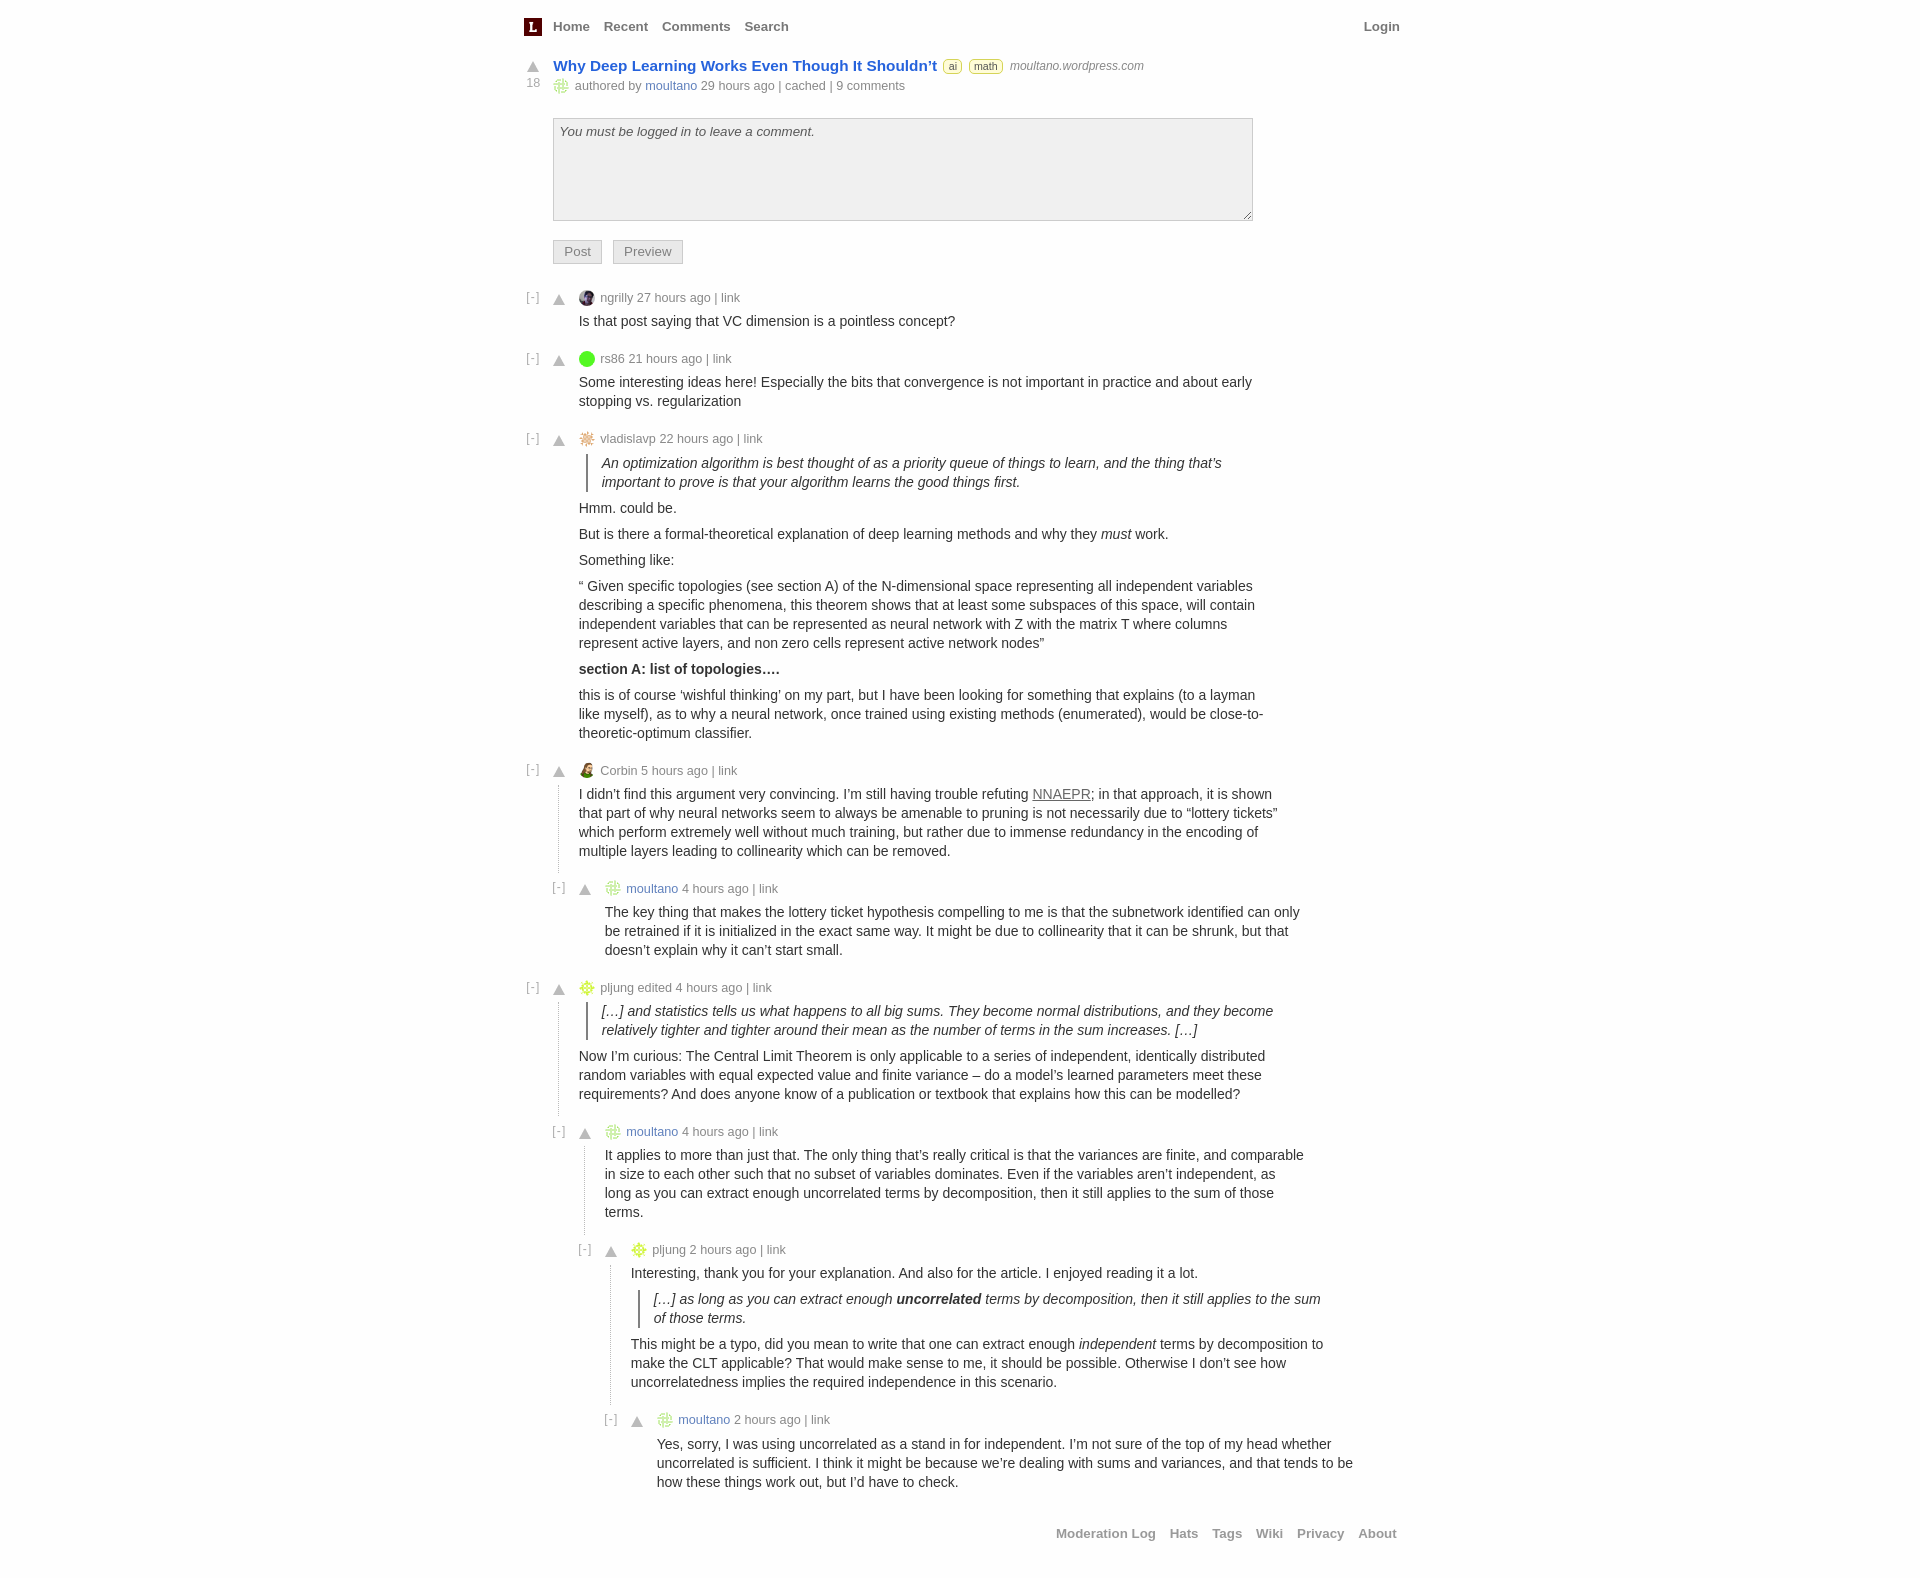 L Home Recent Comments Search Login
Why Deep Learning Works Even Though It Shouldn’t ai math moultano.wordpress.com
18 authored by moultano 29 hours ago | cached | 9 comments
You must be logged in to leave a comment.
Post Preview
[-] ngrilly 27 hours ago | link
Is that post saying that VC dimension is a pointless concept?
[-] rs86 21 hours ago | link
Some interesting ideas here! Especially the bits that convergence is not important in practice and about early
stopping vs. regularization
[-] vladislavp 22 hours ago | link
An optimization algorithm is best thought of as a priority queue of things to learn, and the thing that’s
important to prove is that your algorithm learns the good things first.
Hmm. could be.
But is there a formal-theoretical explanation of deep learning methods and why they must work.
Something like:
“ Given specific topologies (see section A) of the N-dimensional space representing all independent variables
describing a specific phenomena, this theorem shows that at least some subspaces of this space, will contain
independent variables that can be represented as neural network with Z with the matrix T where columns
represent active layers, and non zero cells represent active network nodes”
section A: list of topologies….
this is of course ‘wishful thinking’ on my part, but I have been looking for something that explains (to a layman
like myself), as to why a neural network, once trained using existing methods (enumerated), would be close-to-
theoretic-optimum classifier.
[-] Corbin 5 hours ago | link
I didn’t find this argument very convincing. I’m still having trouble refuting NNAEPR; in that approach, it is shown
that part of why neural networks seem to always be amenable to pruning is not necessarily due to “lottery tickets”
which perform extremely well without much training, but rather due to immense redundancy in the encoding of
multiple layers leading to collinearity which can be removed.
[-] moultano 4 hours ago | link
The key thing that makes the lottery ticket hypothesis compelling to me is that the subnetwork identified can only
be retrained if it is initialized in the exact same way. It might be due to collinearity that it can be shrunk, but that
doesn’t explain why it can’t start small.
[-] pljung edited 4 hours ago | link
[…] and statistics tells us what happens to all big sums. They become normal distributions, and they become
relatively tighter and tighter around their mean as the number of terms in the sum increases. […]
Now I’m curious: The Central Limit Theorem is only applicable to a series of independent, identically distributed
random variables with equal expected value and finite variance – do a model’s learned parameters meet these
requirements? And does anyone know of a publication or textbook that explains how this can be modelled?
[-] moultano 4 hours ago | link
It applies to more than just that. The only thing that’s really critical is that the variances are finite, and comparable
in size to each other such that no subset of variables dominates. Even if the variables aren’t independent, as
long as you can extract enough uncorrelated terms by decomposition, then it still applies to the sum of those
terms.
[-] pljung 2 hours ago | link
Interesting, thank you for your explanation. And also for the article. I enjoyed reading it a lot.
[…] as long as you can extract enough uncorrelated terms by decomposition, then it still applies to the sum
of those terms.
This might be a typo, did you mean to write that one can extract enough independent terms by decomposition to
make the CLT applicable? That would make sense to me, it should be possible. Otherwise I don’t see how
uncorrelatedness implies the required independence in this scenario.
[-] moultano 2 hours ago | link
Yes, sorry, I was using uncorrelated as a stand in for independent. I’m not sure of the top of my head whether
uncorrelated is sufficient. I think it might be because we’re dealing with sums and variances, and that tends to be
how these things work out, but I’d have to check.
Moderation Log Hats Tags Wiki Privacy About